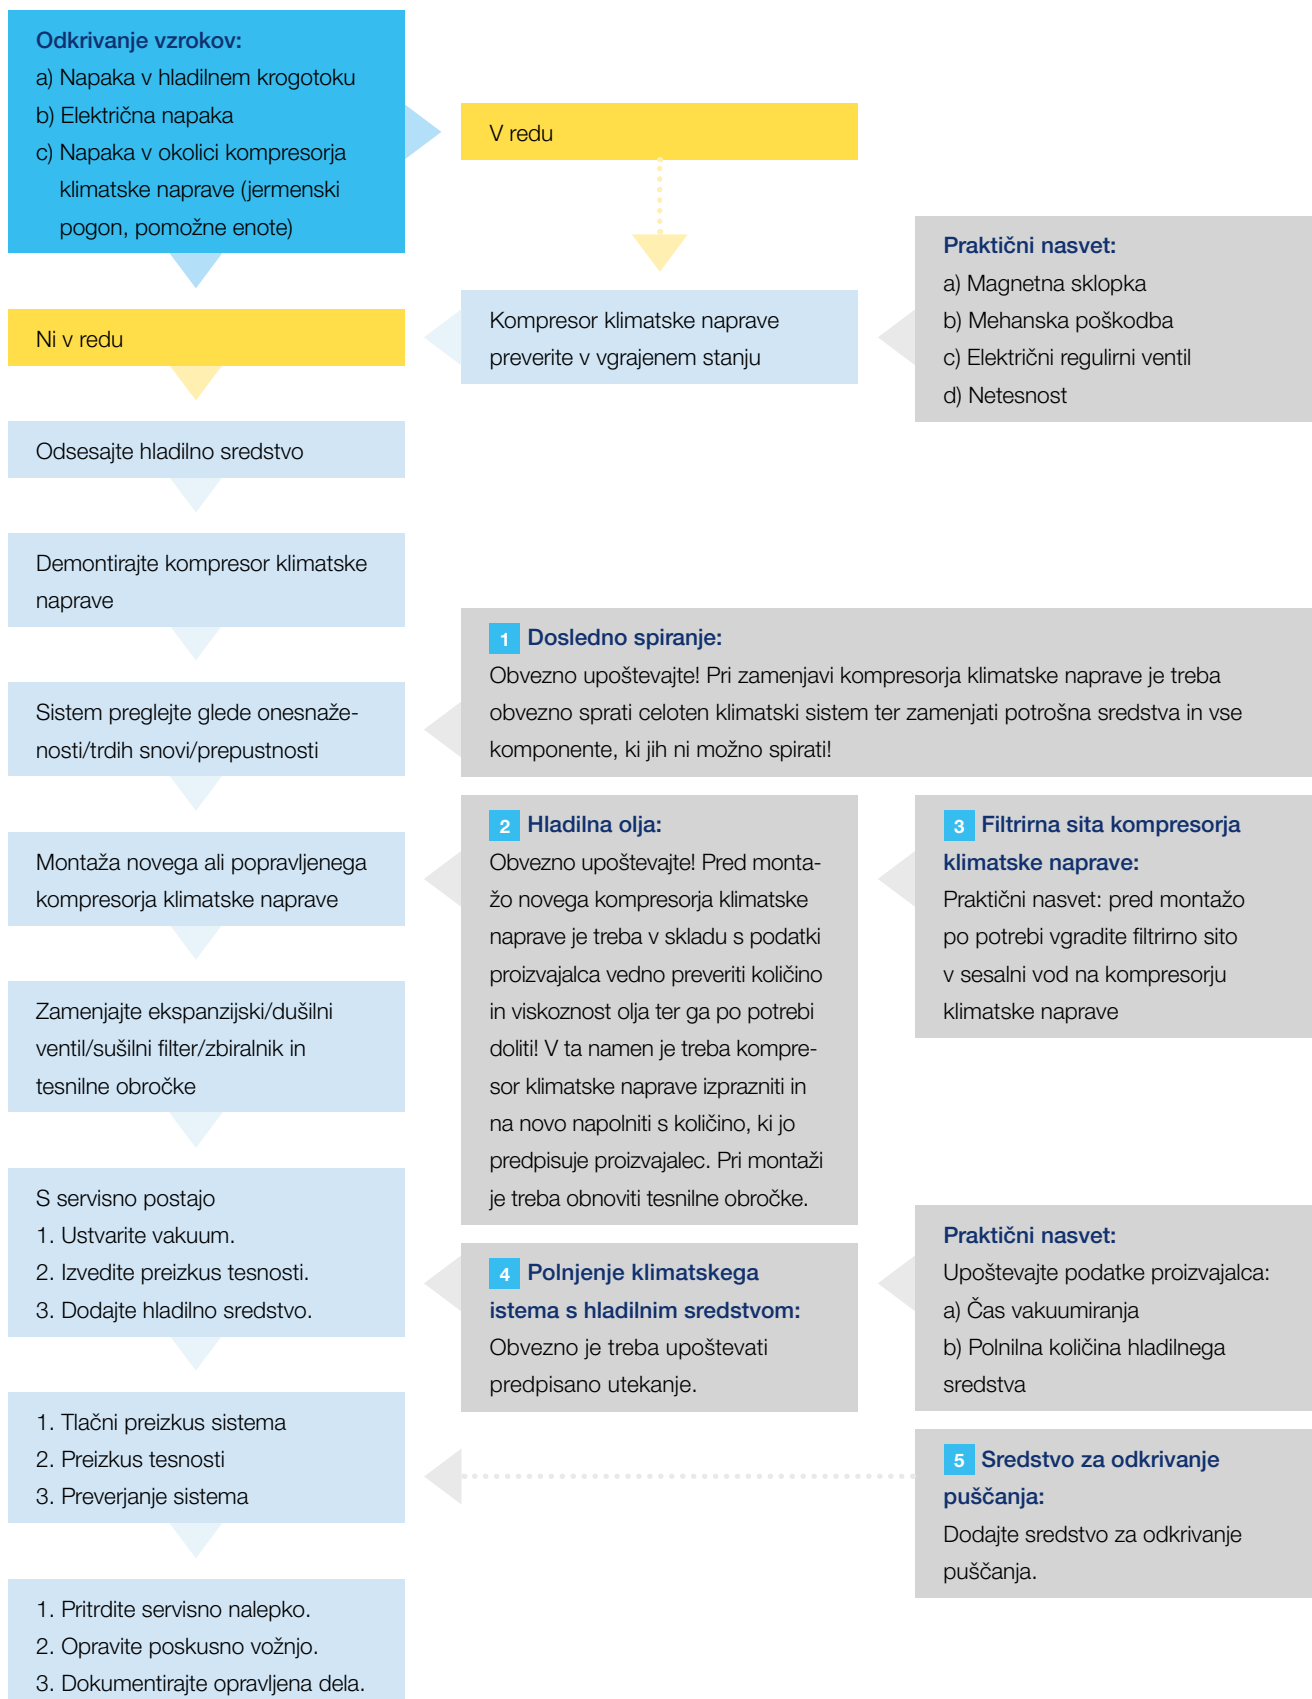 Odkrivanje vzrokov:
a) Napaka v hladilnem krogotoku
b) Električna napaka
c) Napaka v okolici kompresorja
klimatske naprave (jermenski
pogon, pomožne enote)
V redu
Praktični nasvet:
a) Magnetna sklopka
b) Mehanska poškodba
c) Električni regulirni ventil
d) Netesnost
Kompresor klimatske naprave
preverite v vgrajenem stanju
Ni v redu
Odsesajte hladilno sredstvo
Demontirajte kompresor klimatske
naprave
1 Dosledno spiranje:
Obvezno upoštevajte! Pri zamenjavi kompresorja klimatske naprave je treba
obvezno sprati celoten klimatski sistem ter zamenjati potrošna sredstva in vse
komponente, ki jih ni možno spirati!
Sistem preglejte glede onesnaže-
nosti/trdih snovi/prepustnosti
2 Hladilna olja:
Obvezno upoštevajte! Pred monta-
žo novega kompresorja klimatske
naprave je treba v skladu s podatki
proizvajalca vedno preveriti količino
in viskoznost olja ter ga po potrebi
doliti! V ta namen je treba kompre-
sor klimatske naprave izprazniti in
na novo napolniti s količino, ki jo
predpisuje proizvajalec. Pri montaži
je treba obnoviti tesnilne obročke.
3 Filtrirna sita kompresorja
klimatske naprave:
Praktični nasvet: pred montažo
po potrebi vgradite filtrirno sito
v sesalni vod na kompresorju
klimatske naprave
Montaža novega ali popravljenega
kompresorja klimatske naprave
Zamenjajte ekspanzijski/dušilni
ventil/sušilni filter/zbiralnik in
tesnilne obročke
S servisno postajo
1. Ustvarite vakuum.
2. Izvedite preizkus tesnosti.
3. Dodajte hladilno sredstvo.
4 Polnjenje klimatskega
istema s hladilnim sredstvom:
Obvezno je treba upoštevati
predpisano utekanje.
Praktični nasvet:
Upoštevajte podatke proizvajalca:
a) Čas vakuumiranja
b) Polnilna količina hladilnega
sredstva
1. Tlačni preizkus sistema
2. Preizkus tesnosti
3. Preverjanje sistema
5 Sredstvo za odkrivanje
puščanja:
Dodajte sredstvo za odkrivanje
puščanja.
1. Pritrdite servisno nalepko.
2. Opravite poskusno vožnjo.
3. Dokumentirajte opravljena dela.